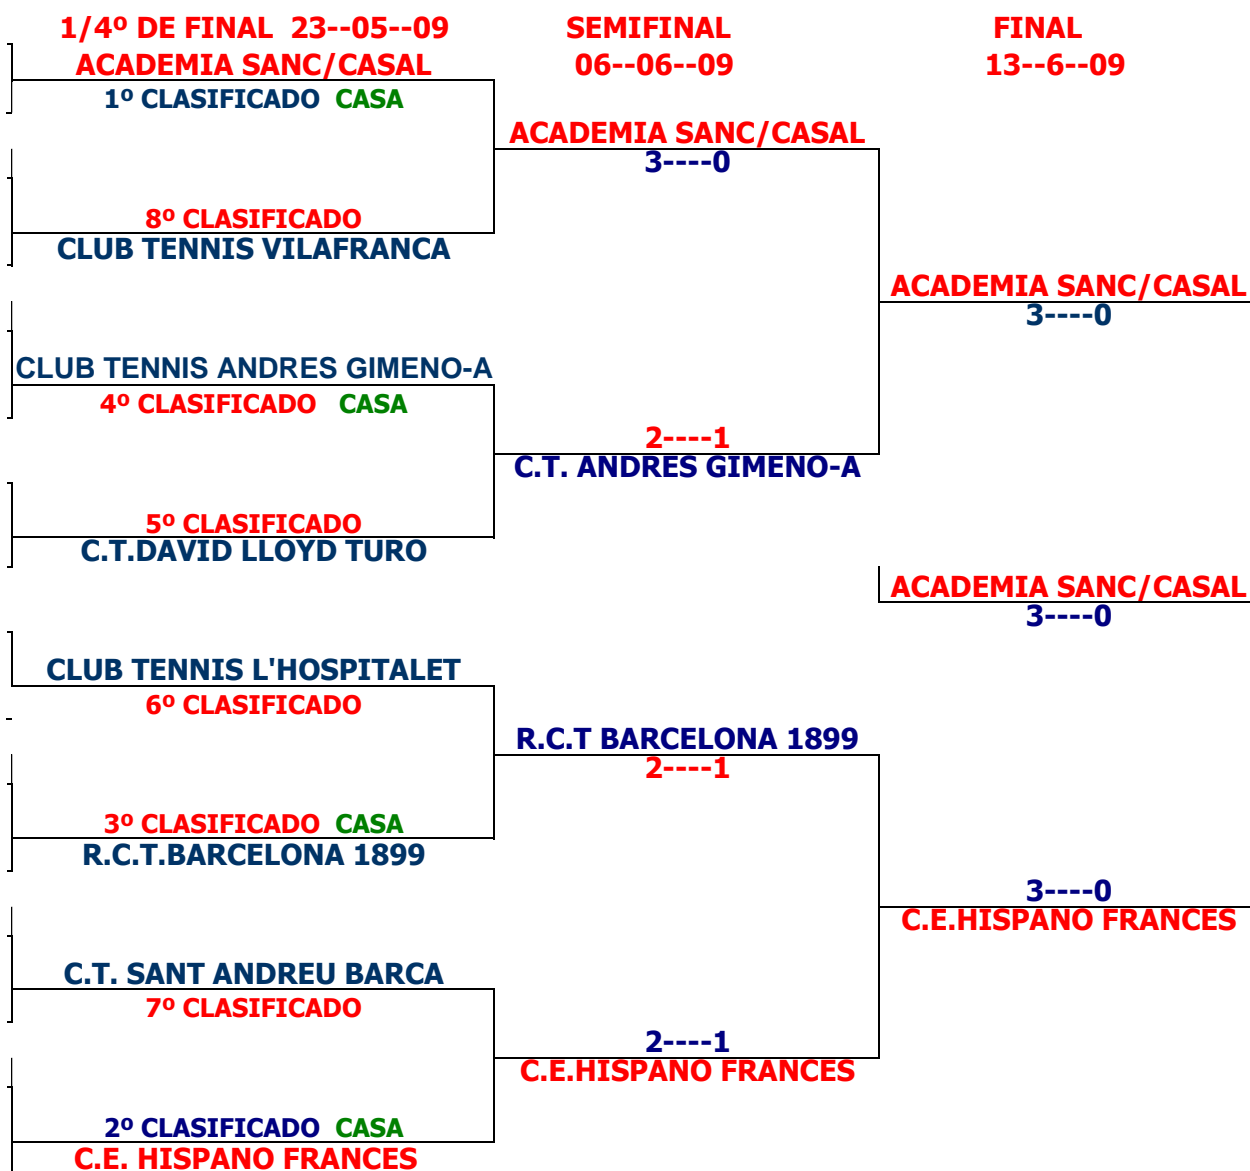 1/4º DE FINAL 23--05--09
SEMIFINAL
FINAL
ACADEMIA SANC/CASAL
06--06--09
13--6--09
1º CLASIFICADO CASA
ACADEMIA SANC/CASAL
3----0
8º CLASIFICADO
CLUB TENNIS VILAFRANCA
ACADEMIA SANC/CASAL
3----0
CLUB TENNIS ANDRES GIMENO-A
4º CLASIFICADO CASA
2----1
C.T. ANDRES GIMENO-A
5º CLASIFICADO
C.T.DAVID LLOYD TURO
ACADEMIA SANC/CASAL
3----0
CLUB TENNIS L'HOSPITALET
6º CLASIFICADO
R.C.T BARCELONA 1899
2----1
3º CLASIFICADO CASA
R.C.T.BARCELONA 1899
3----0
C.E.HISPANO FRANCES
C.T. SANT ANDREU BARCA
7º CLASIFICADO
2----1
C.E.HISPANO FRANCES
2º CLASIFICADO CASA
C.E. HISPANO FRANCES